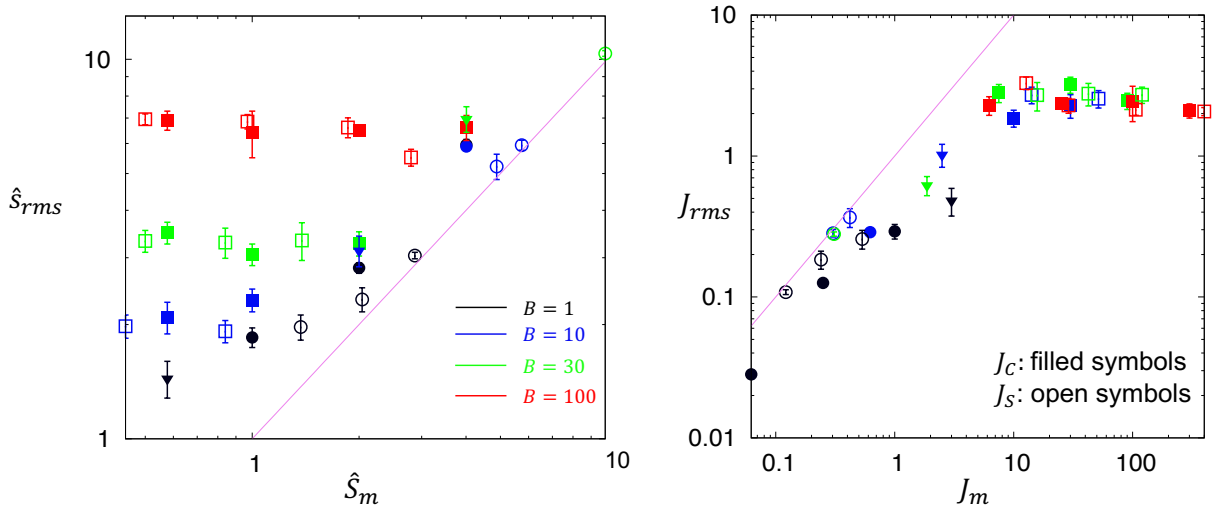 10
ŝ_rms
1
B = 1
B = 10
B = 30
B = 100
1
10
Ŝ_m
10
1
J_rms
0.1
0.01
J_C: filled symbols
J_S: open symbols
0.1
1
10
100
J_m